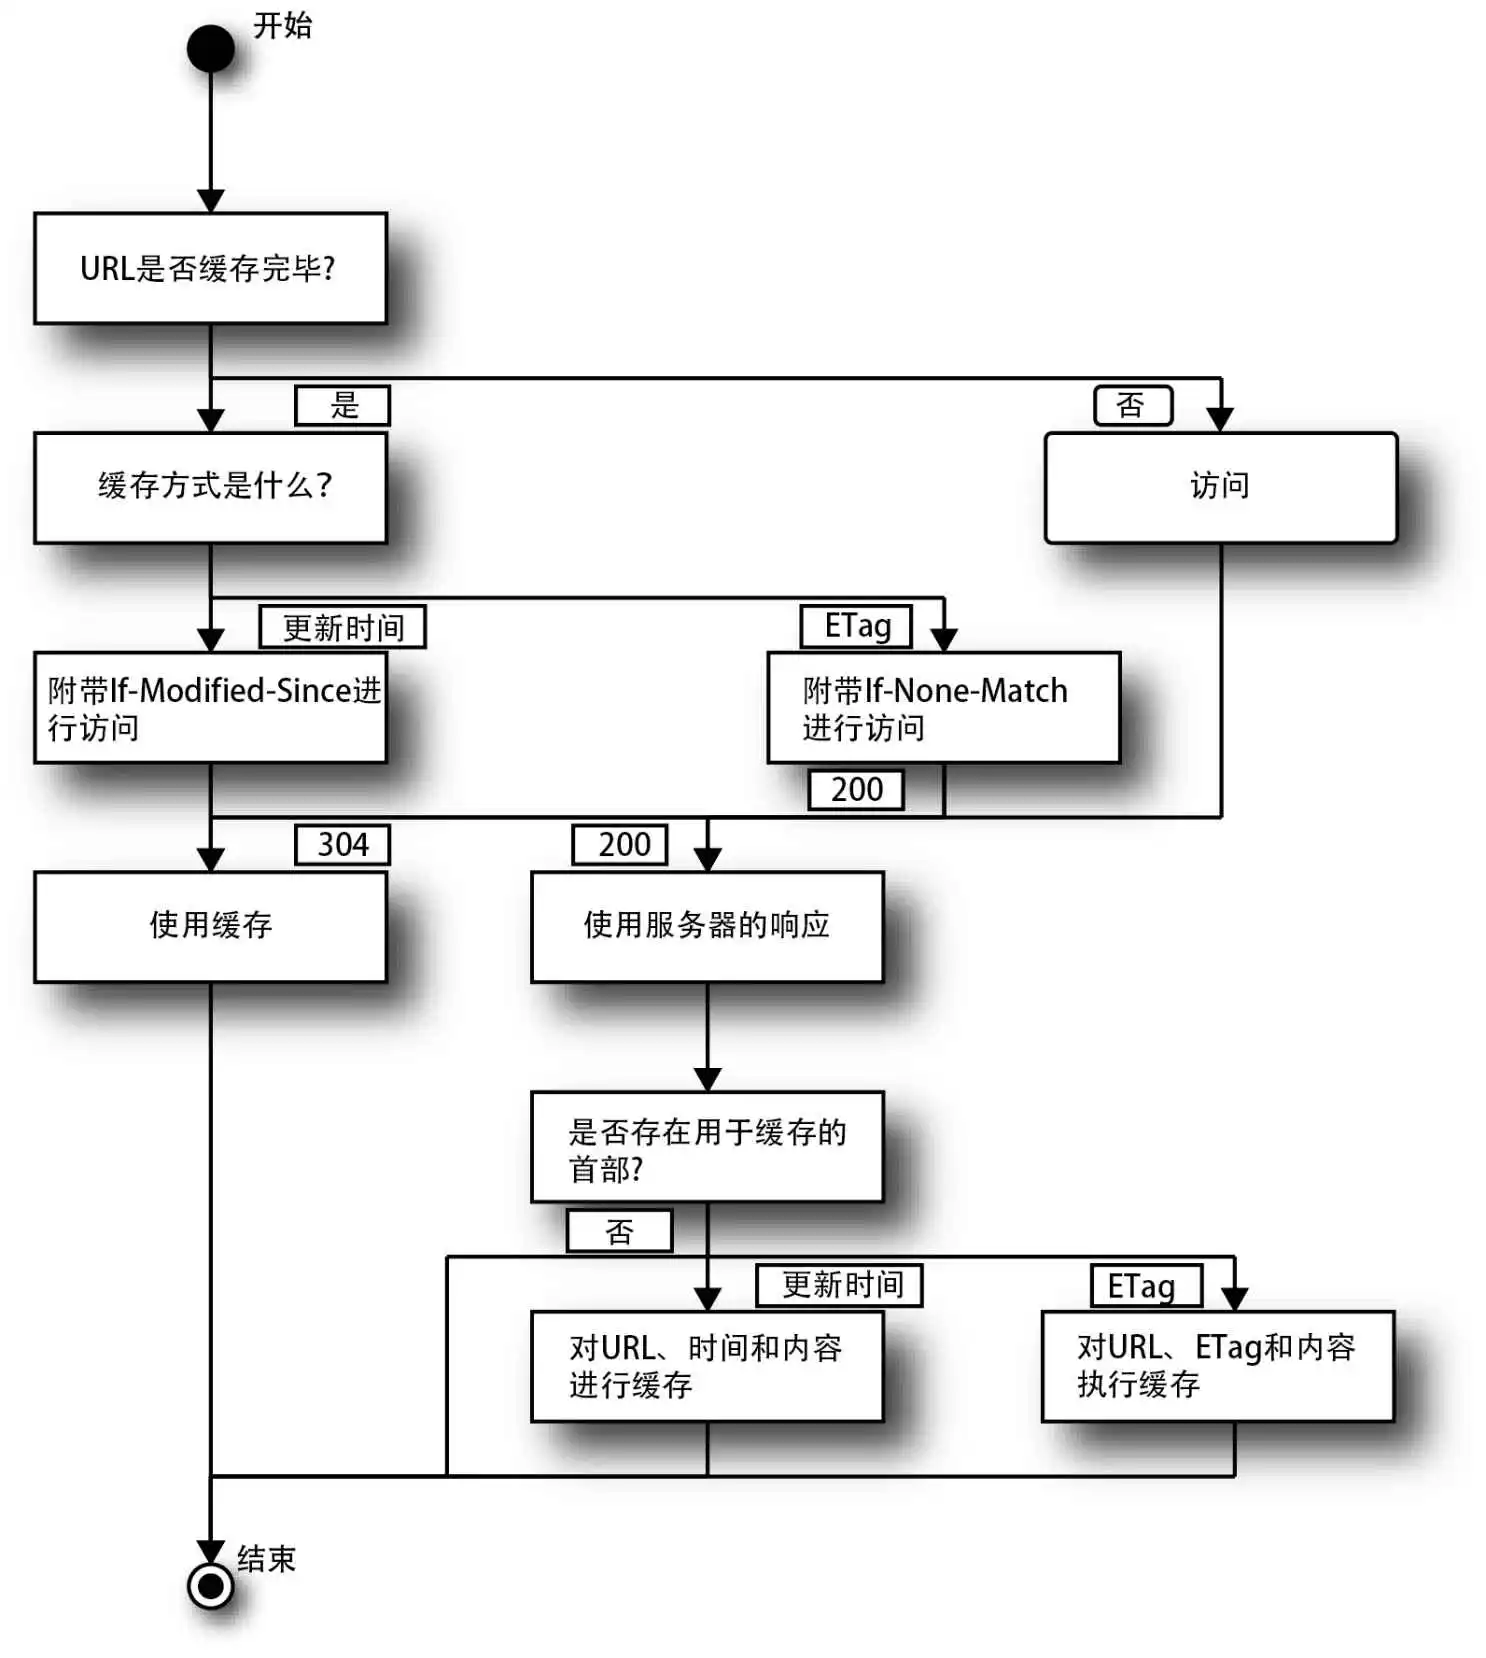 开始
URL是否缓存完毕?
是
否
缓存方式是什么?
访问
更新时间
ETag
附带If-Modified-Since进
行访问
附带If-None-Match
进行访问
200
304
200
使用缓存
使用服务器的响应
是否存在用于缓存的
首部?
否
更新时间
ETag
对URL、时间和内容
进行缓存
对URL、ETag和内容
执行缓存
结束